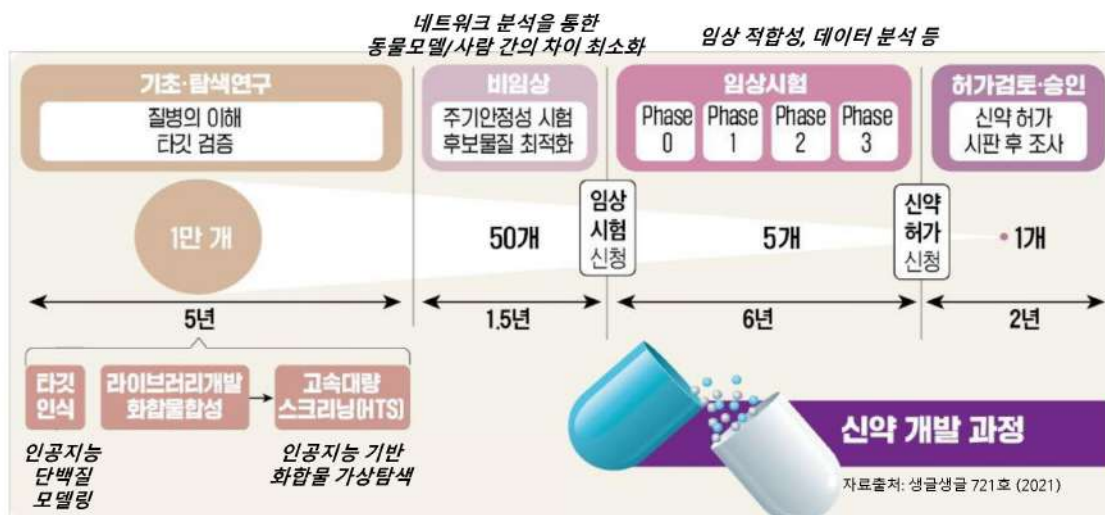 네트워크 분석을 통한
동물모델/사람 간의 차이 최소화
임상 적합성, 데이터 분석 등
기초·탐색연구
질병의 이해
타깃 검증
비임상
주기안정성 시험
후보물질 최적화
임상시험
Phase 0
Phase 1
Phase 2
Phase 3
허가검토·승인
신약 허가
시판 후 조사
1만 개
50개
임상
시험
신청
5개
신약
허가
신청
1개
5년
1.5년
6년
2년
타깃
인식
라이브러리개발
화합물합성
고속대량
스크리닝(HTS)
인공지능
단백질
모델링
인공지능 기반
화합물 가상탐색
신약 개발 과정
자료출처: 생글생글 721호 (2021)